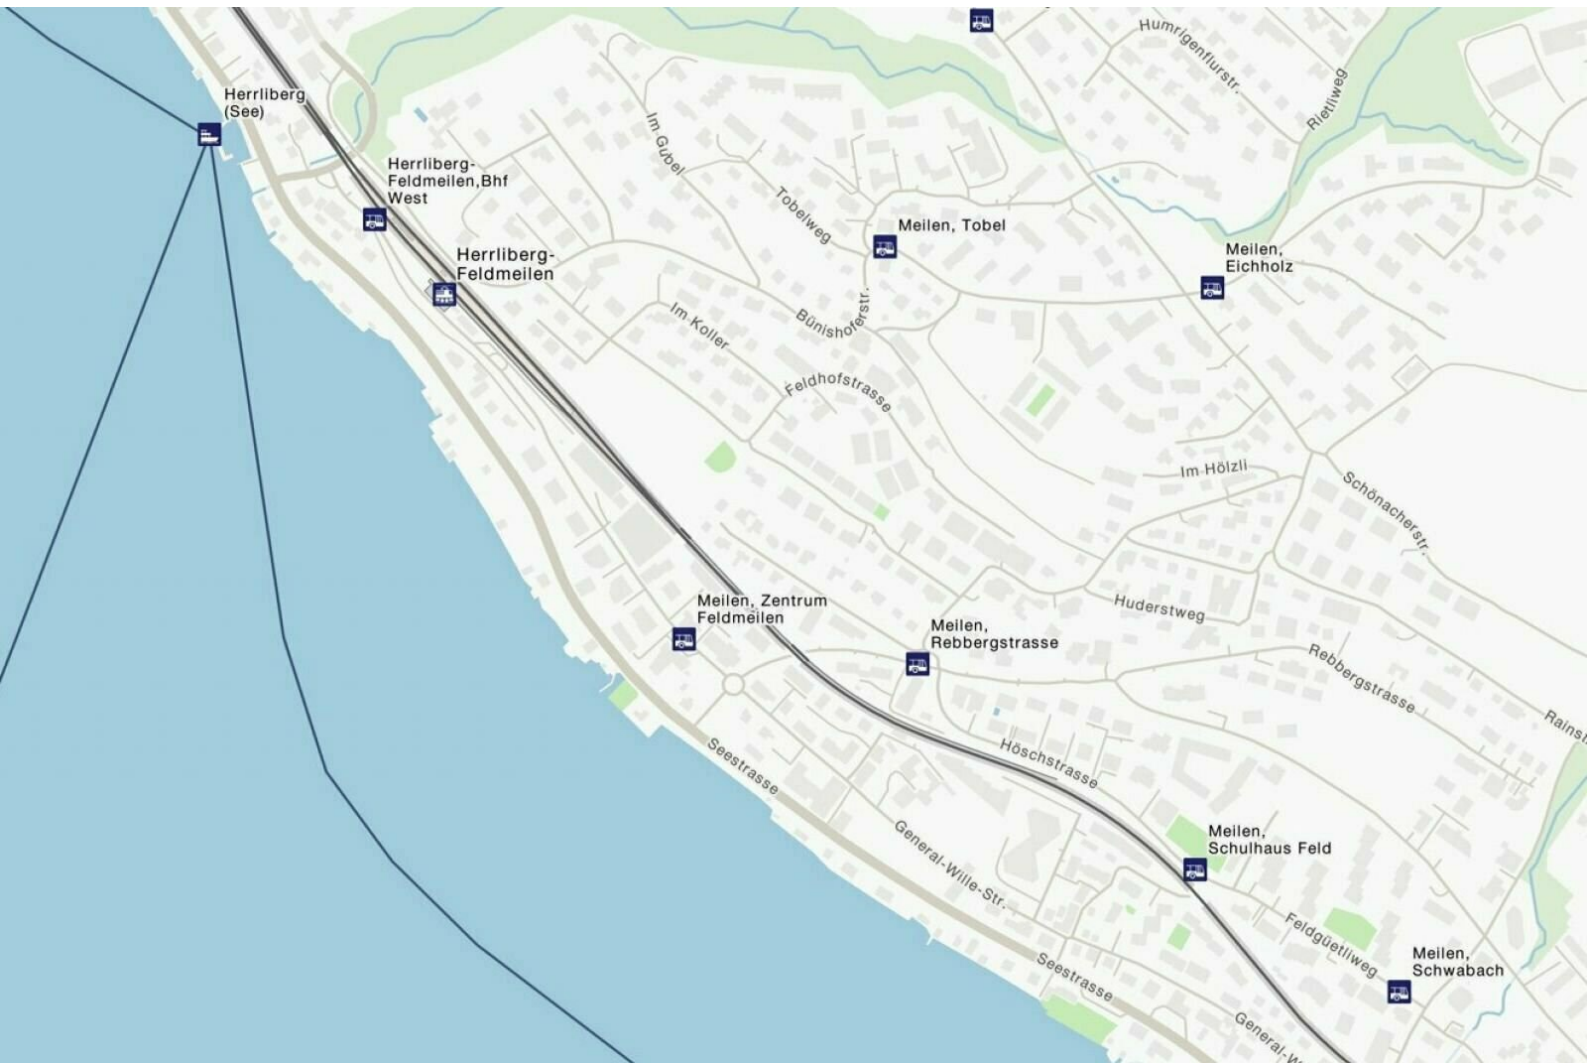 Humrigenflurstr.
Rietliweg
Herrliberg
(See)
Im Gubel
Herrliberg-
Feldmeilen,Bhf
West
Tobelweg
Meilen, Tobel
Herrliberg-
Feldmeilen
Meilen,
Eichholz
Im Koller
Bünishoferstr.
Feldhofstrasse
Im Hölzli
Schönacherstr.
Meilen, Zentrum
Feldmeilen
Huderstweg
Meilen,
Rebbergstrasse
Rebbergstrasse
Seestrasse
Höschstrasse
General-Wille-Str.
Meilen,
Schulhaus Feld
Feldgüetliweg
Meilen,
Schwabach
Seestrasse
General-W